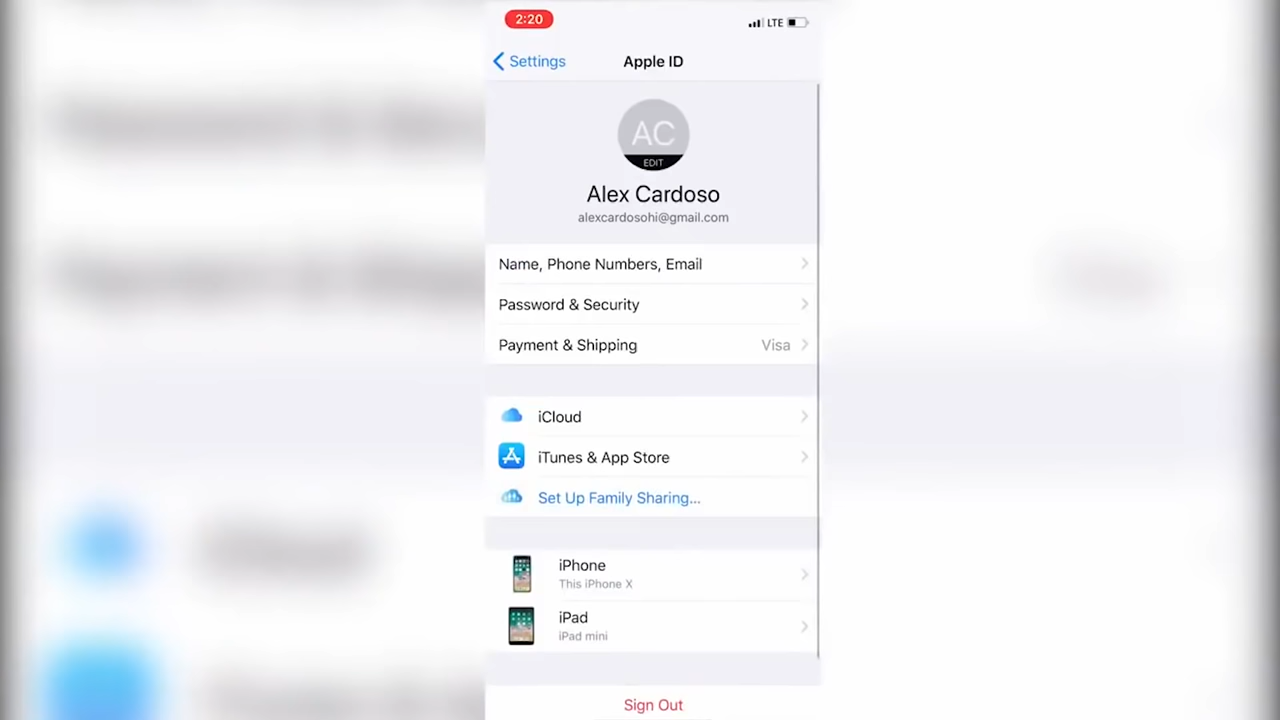 2:20
LTE
Settings
Apple ID
AC
EDIT
Alex Cardoso
alexcardosohi@gmail.com
Name, Phone Numbers, Email
Password & Security
Payment & Shipping Visa
iCloud
iTunes & App Store
Set Up Family Sharing...
iPhone
This iPhone X
iPad
iPad mini
Sign Out